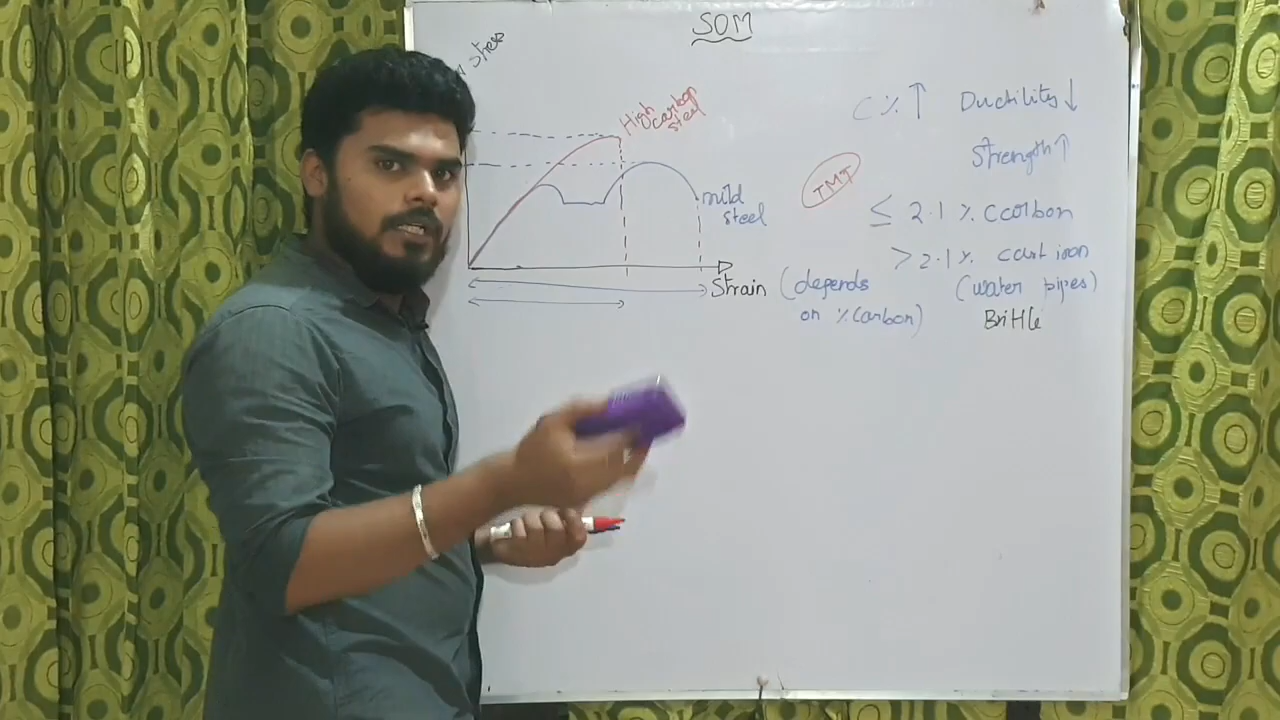 SOM
stress
High
carbon
steel
mild
steel
Strain
C % ↑ Ductility ↓
Strength ↑
TMT
≤ 2.1 % Ccarbon
> 2.1 % cast iron
(depends
on % Carbon)
(water pipes)
Brittle